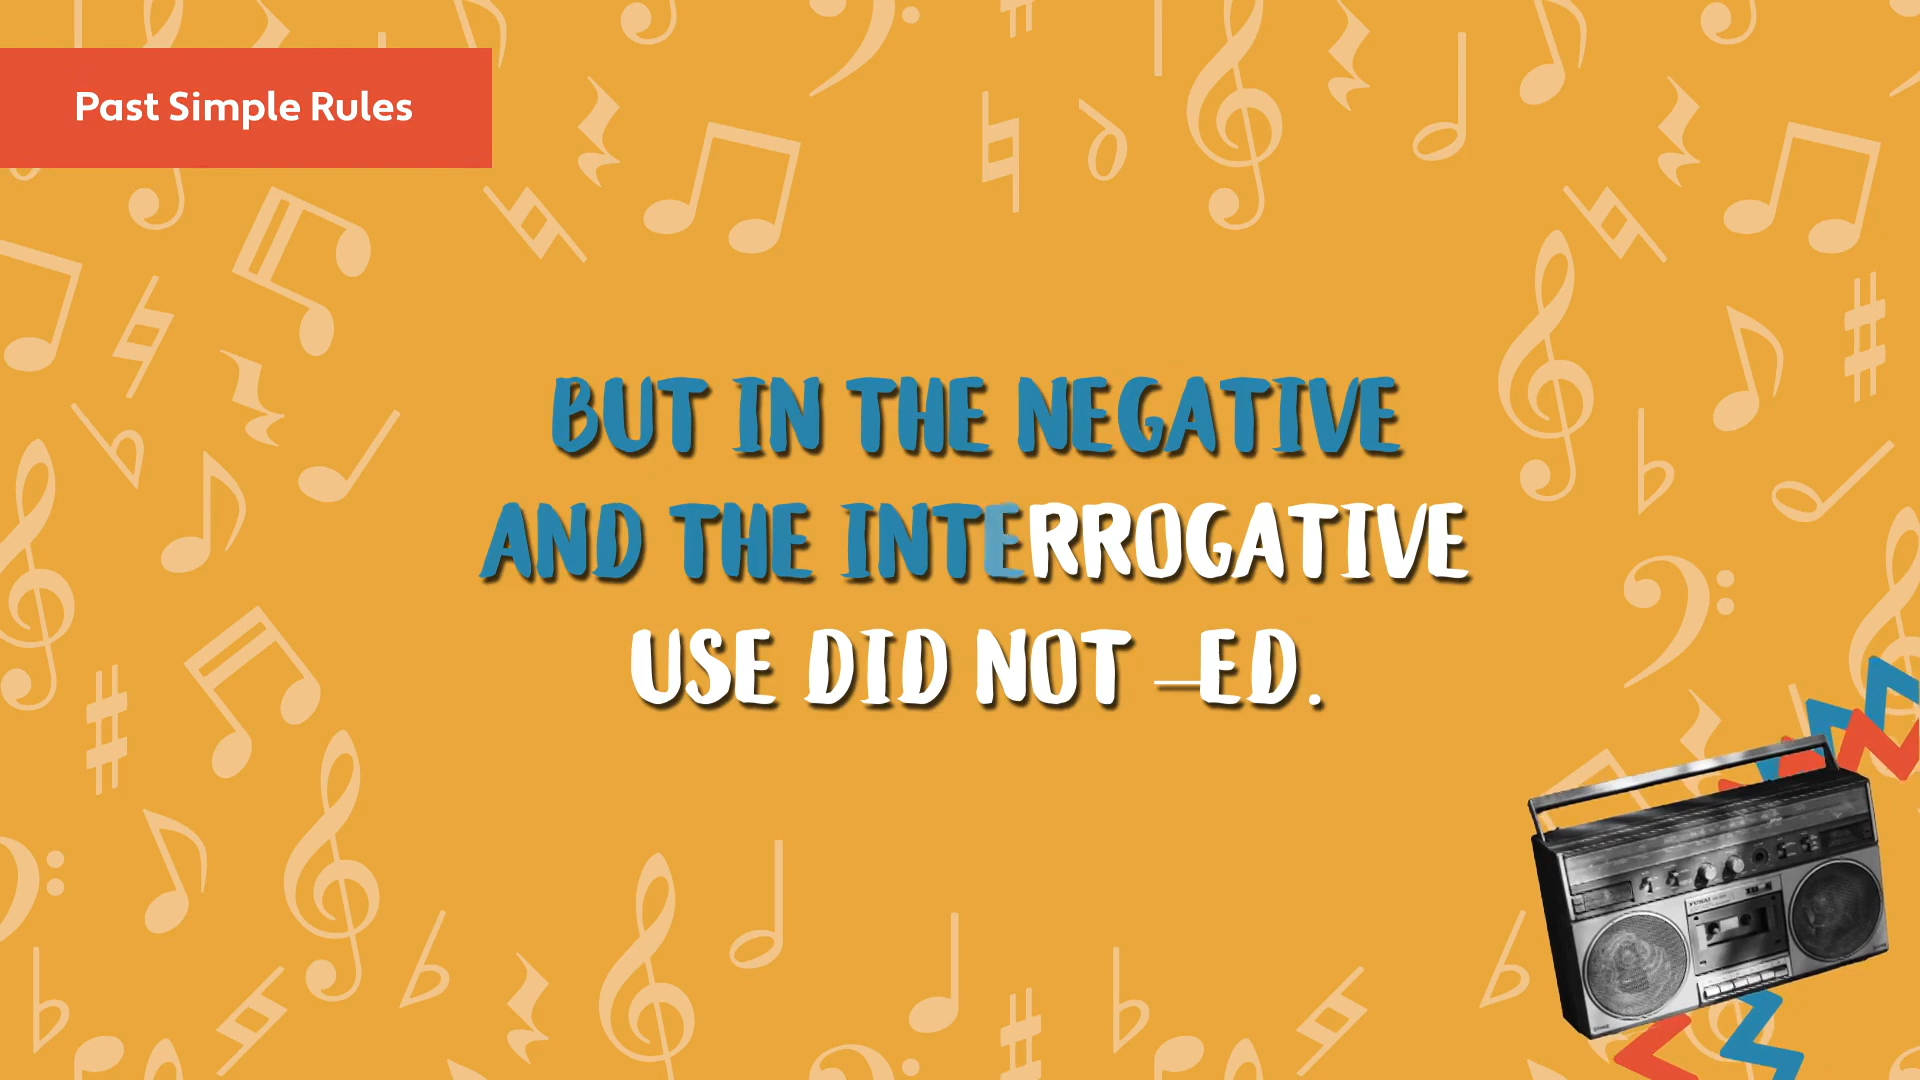 Past Simple Rules
BUT IN THE NEGATIVE
AND THE INTERROGATIVE
USE DID NOT –ED.